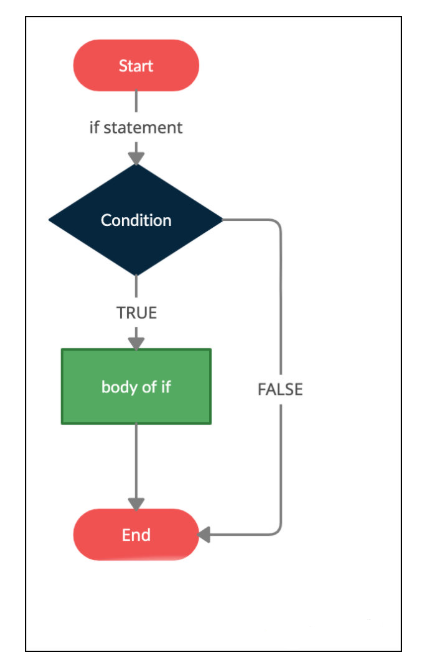 Start
if statement
Condition
TRUE
body of if
FALSE
End